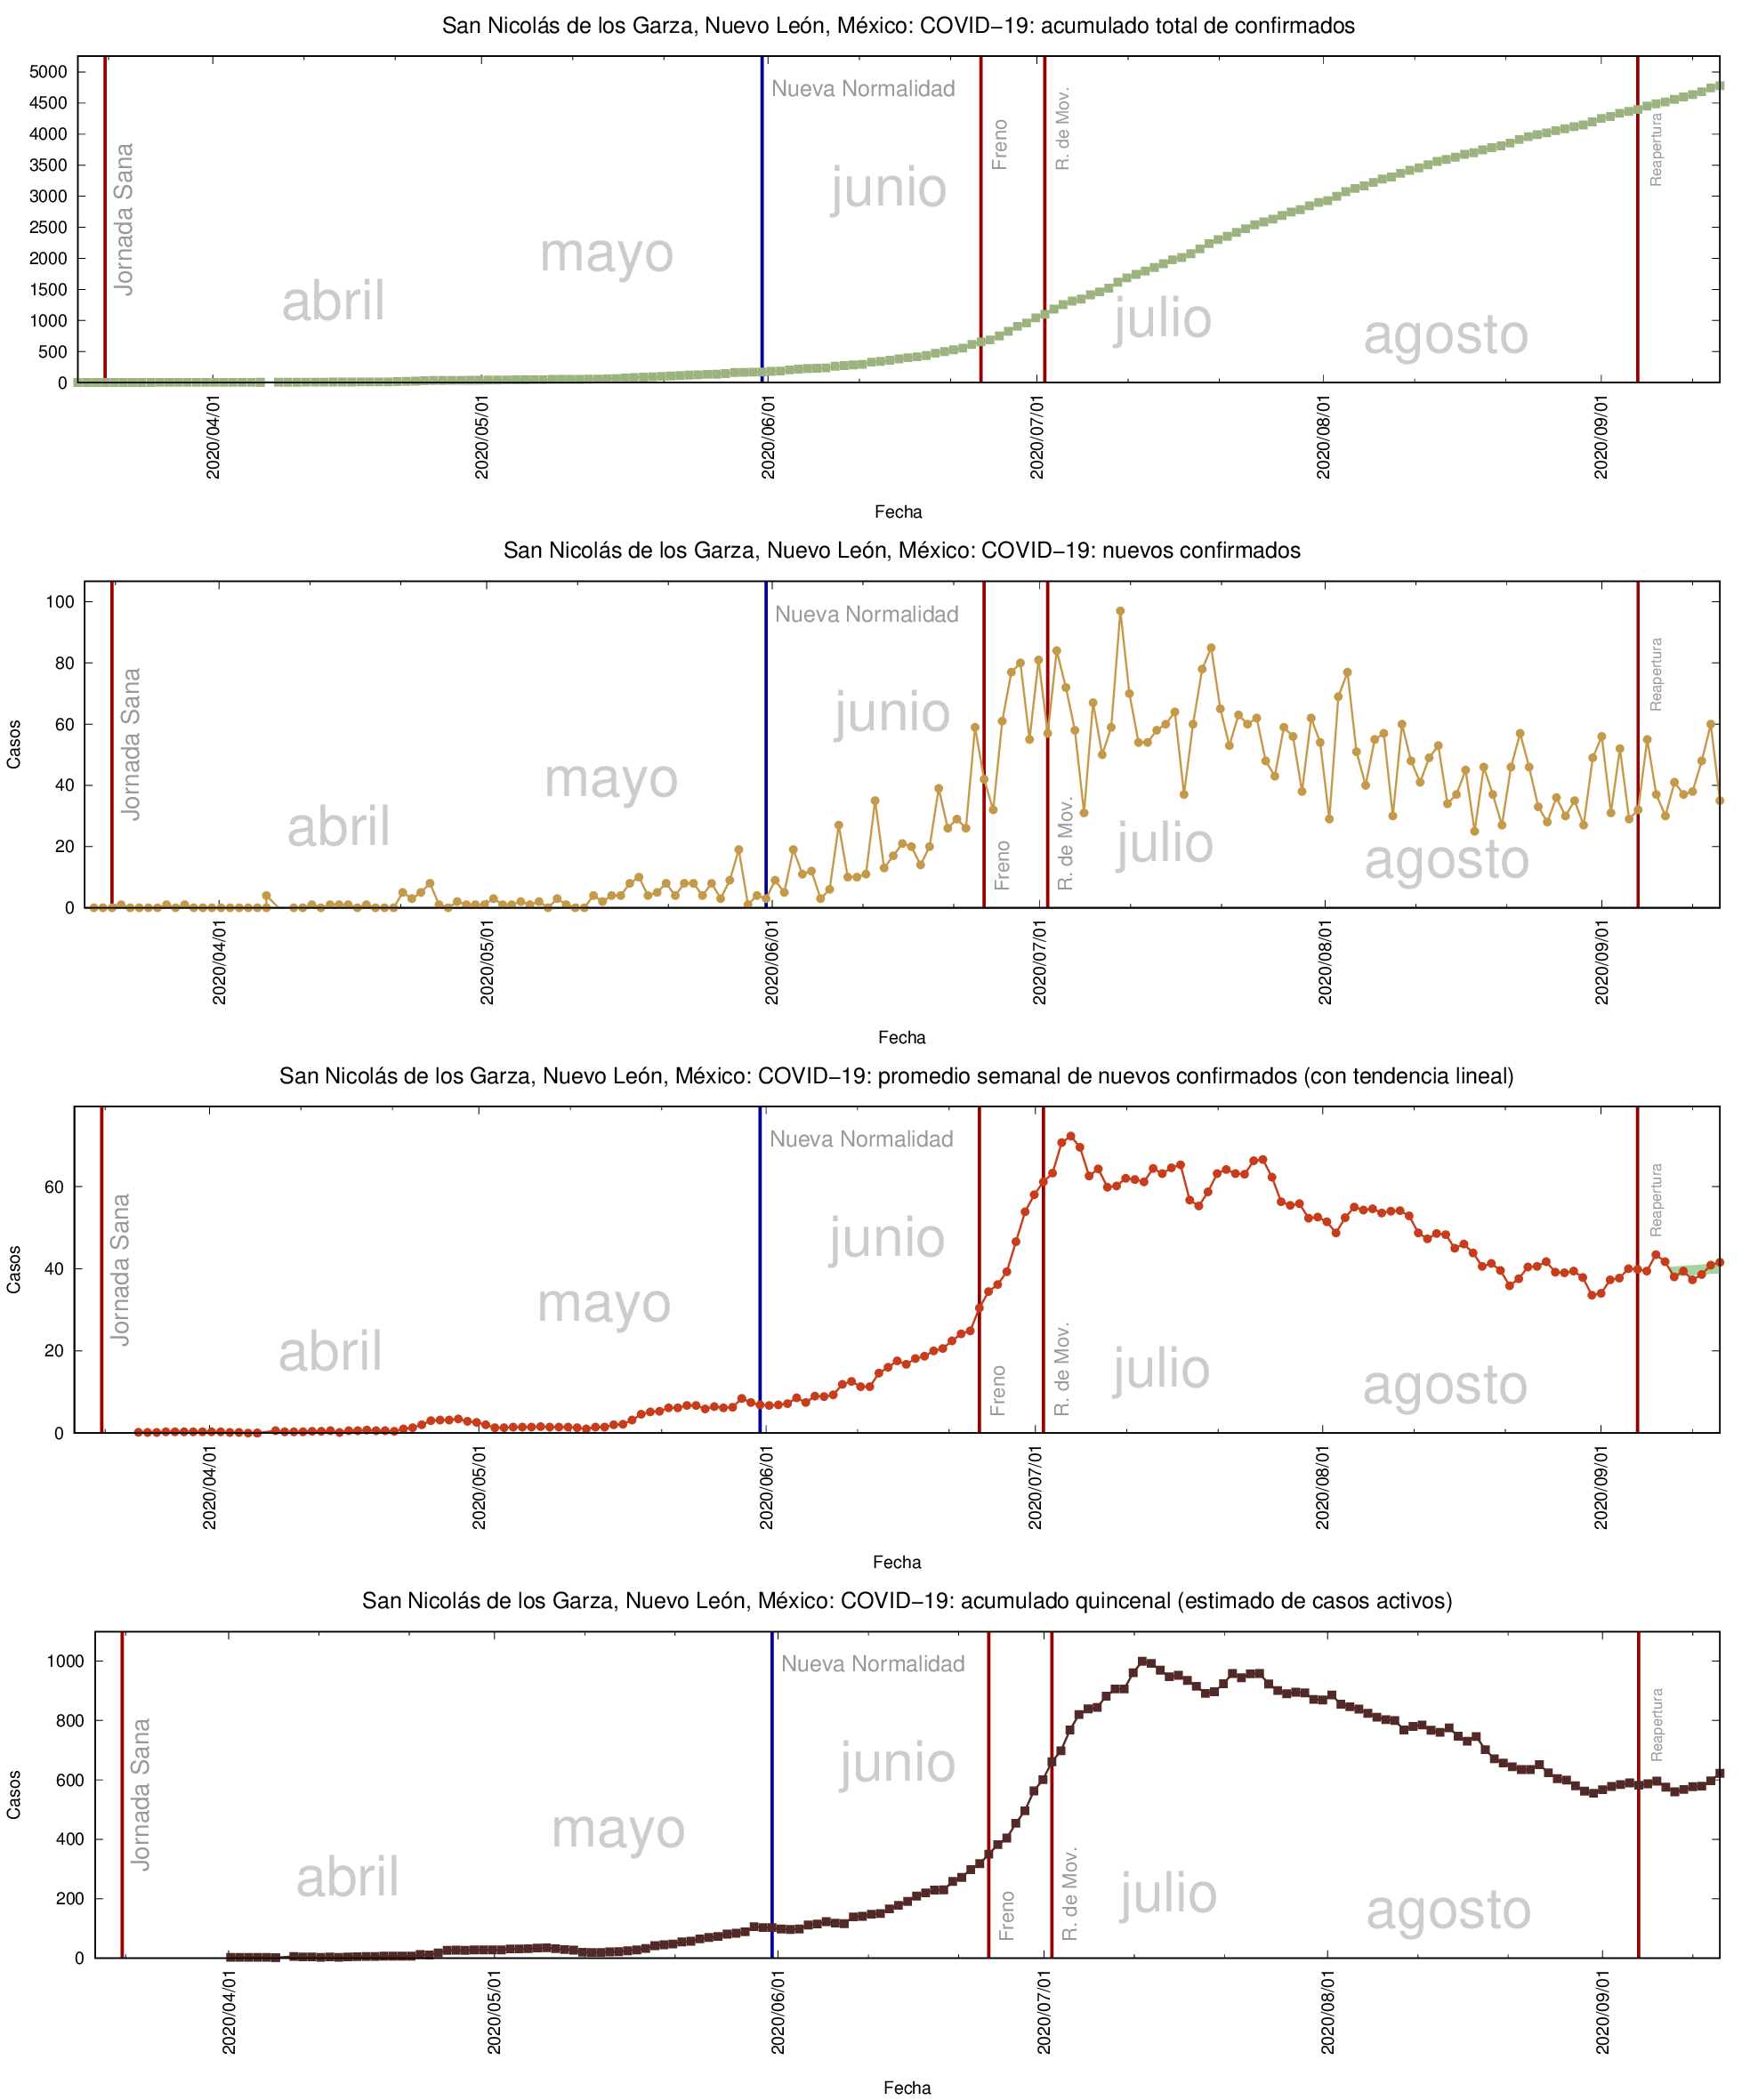 San Nicolás de los Garza, Nuevo León, México: COVID−19: acumulado total de confirmados
5000
4500
4000
3500
3000
2500
2000
1500
1000
500
0
Jornada Sana
abril
mayo
Nueva Normalidad
junio
Freno
R. de Mov.
julio
agosto
Reapertura
2020/04/01
2020/05/01
2020/06/01
2020/07/01
2020/08/01
2020/09/01
Fecha
San Nicolás de los Garza, Nuevo León, México: COVID−19: nuevos confirmados
Casos
100
80
60
40
20
0
Jornada Sana
abril
mayo
Nueva Normalidad
junio
Freno
R. de Mov.
julio
agosto
Reapertura
2020/04/01
2020/05/01
2020/06/01
2020/07/01
2020/08/01
2020/09/01
Fecha
San Nicolás de los Garza, Nuevo León, México: COVID−19: promedio semanal de nuevos confirmados (con tendencia lineal)
Casos
60
40
20
0
Jornada Sana
abril
mayo
Nueva Normalidad
junio
Freno
R. de Mov.
julio
agosto
Reapertura
2020/04/01
2020/05/01
2020/06/01
2020/07/01
2020/08/01
2020/09/01
Fecha
San Nicolás de los Garza, Nuevo León, México: COVID−19: acumulado quincenal (estimado de casos activos)
Casos
1000
800
600
400
200
0
Jornada Sana
abril
mayo
Nueva Normalidad
junio
Freno
R. de Mov.
julio
agosto
Reapertura
2020/04/01
2020/05/01
2020/06/01
2020/07/01
2020/08/01
2020/09/01
Fecha